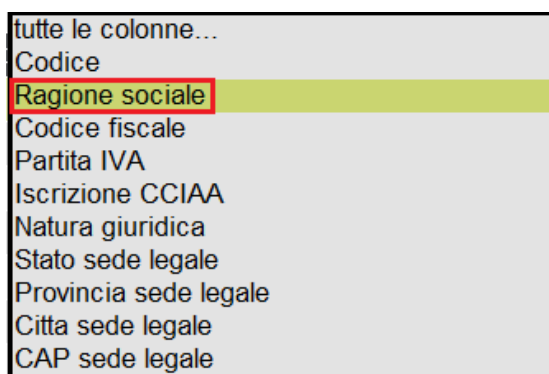 tutte le colonne...
Codice
Ragione sociale
Codice fiscale
Partita IVA
Iscrizione CCIAA
Natura giuridica
Stato sede legale
Provincia sede legale
Citta sede legale
CAP sede legale